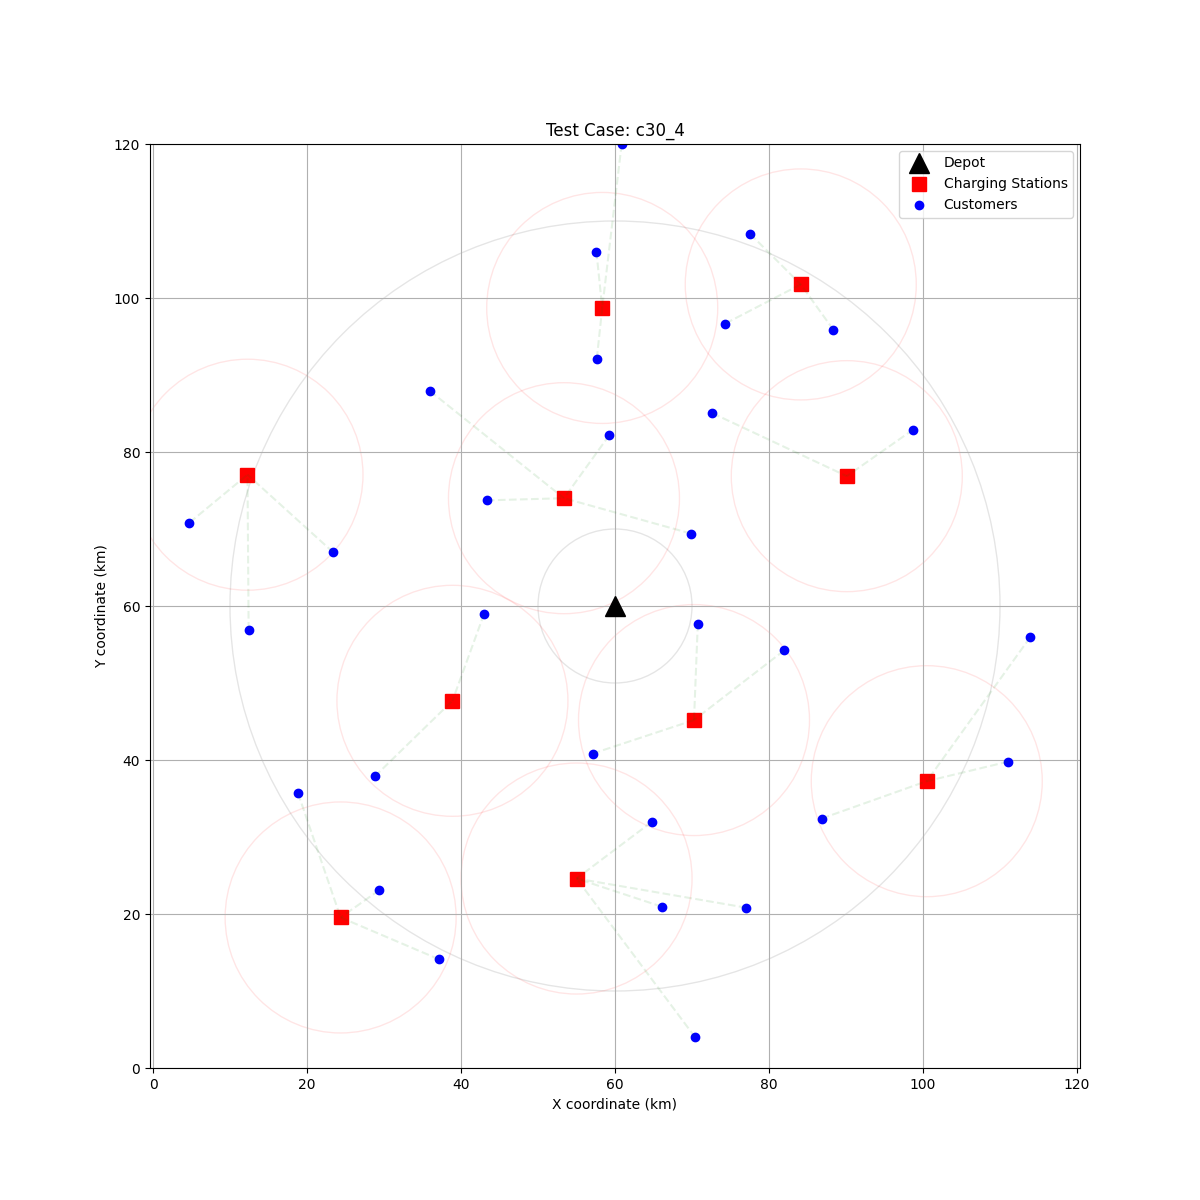 Test Case: c30_4
Depot
Charging Stations
Customers
120
100
80
60
40
20
0
Y coordinate (km)
0 20 40 60 80 100 120
X coordinate (km)